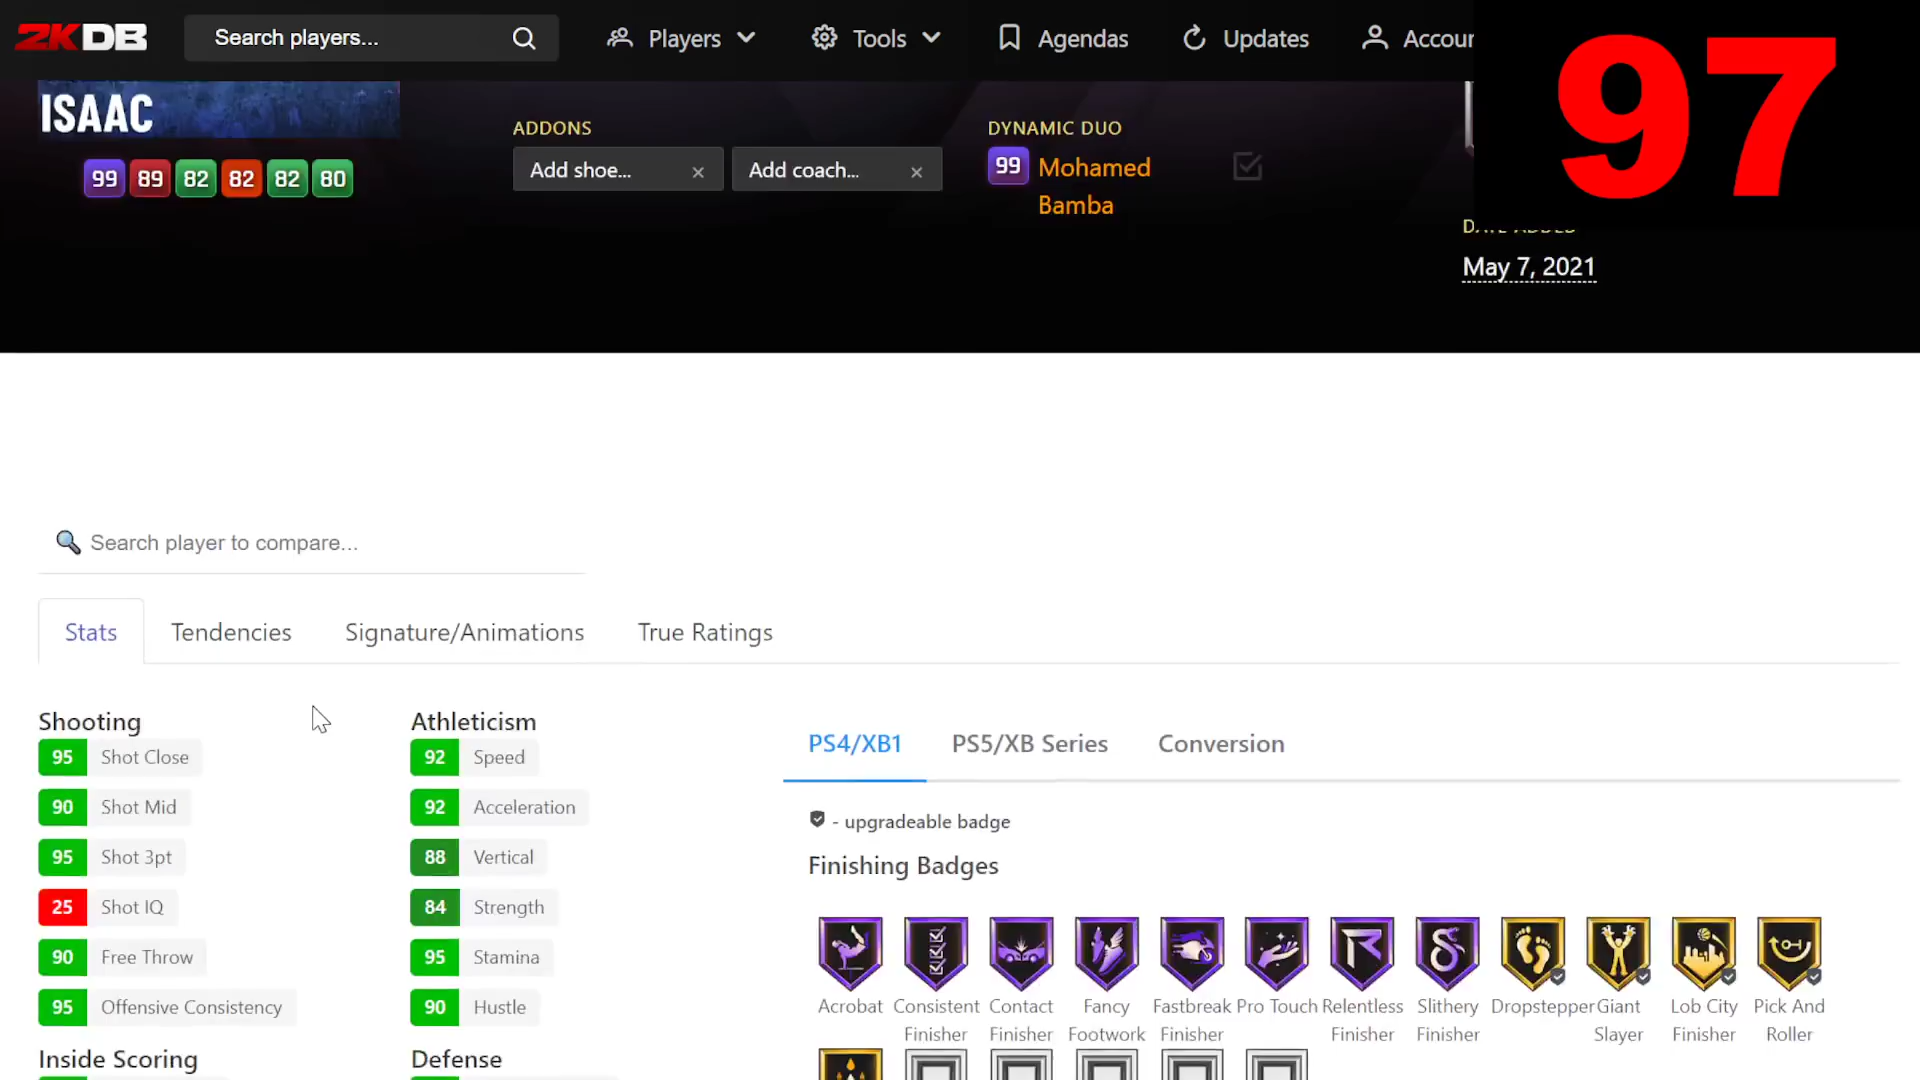 2KDB
Search players...
Players
Tools
Agendas
Updates
Accoun
97
ISAAC
99 89 82 82 82 80
ADDONS
Add shoe... ×
Add coach... ×
DYNAMIC DUO
99 Mohamed
Bamba
May 7, 2021
Search player to compare...
Stats
Tendencies
Signature/Animations
True Ratings
Shooting
95 Shot Close
90 Shot Mid
95 Shot 3pt
25 Shot IQ
90 Free Throw
95 Offensive Consistency
Inside Scoring
Athleticism
92 Speed
92 Acceleration
88 Vertical
84 Strength
95 Stamina
90 Hustle
Defense
PS4/XB1
PS5/XB Series
Conversion
- upgradeable badge
Finishing Badges
Acrobat
Consistent
Finisher
Contact
Finisher
Fancy
Footwork
Fastbreak
Finisher
Pro Touch
Relentless
Finisher
Slithery
Finisher
Dropstepper
Giant
Slayer
Lob City
Finisher
Pick And
Roller